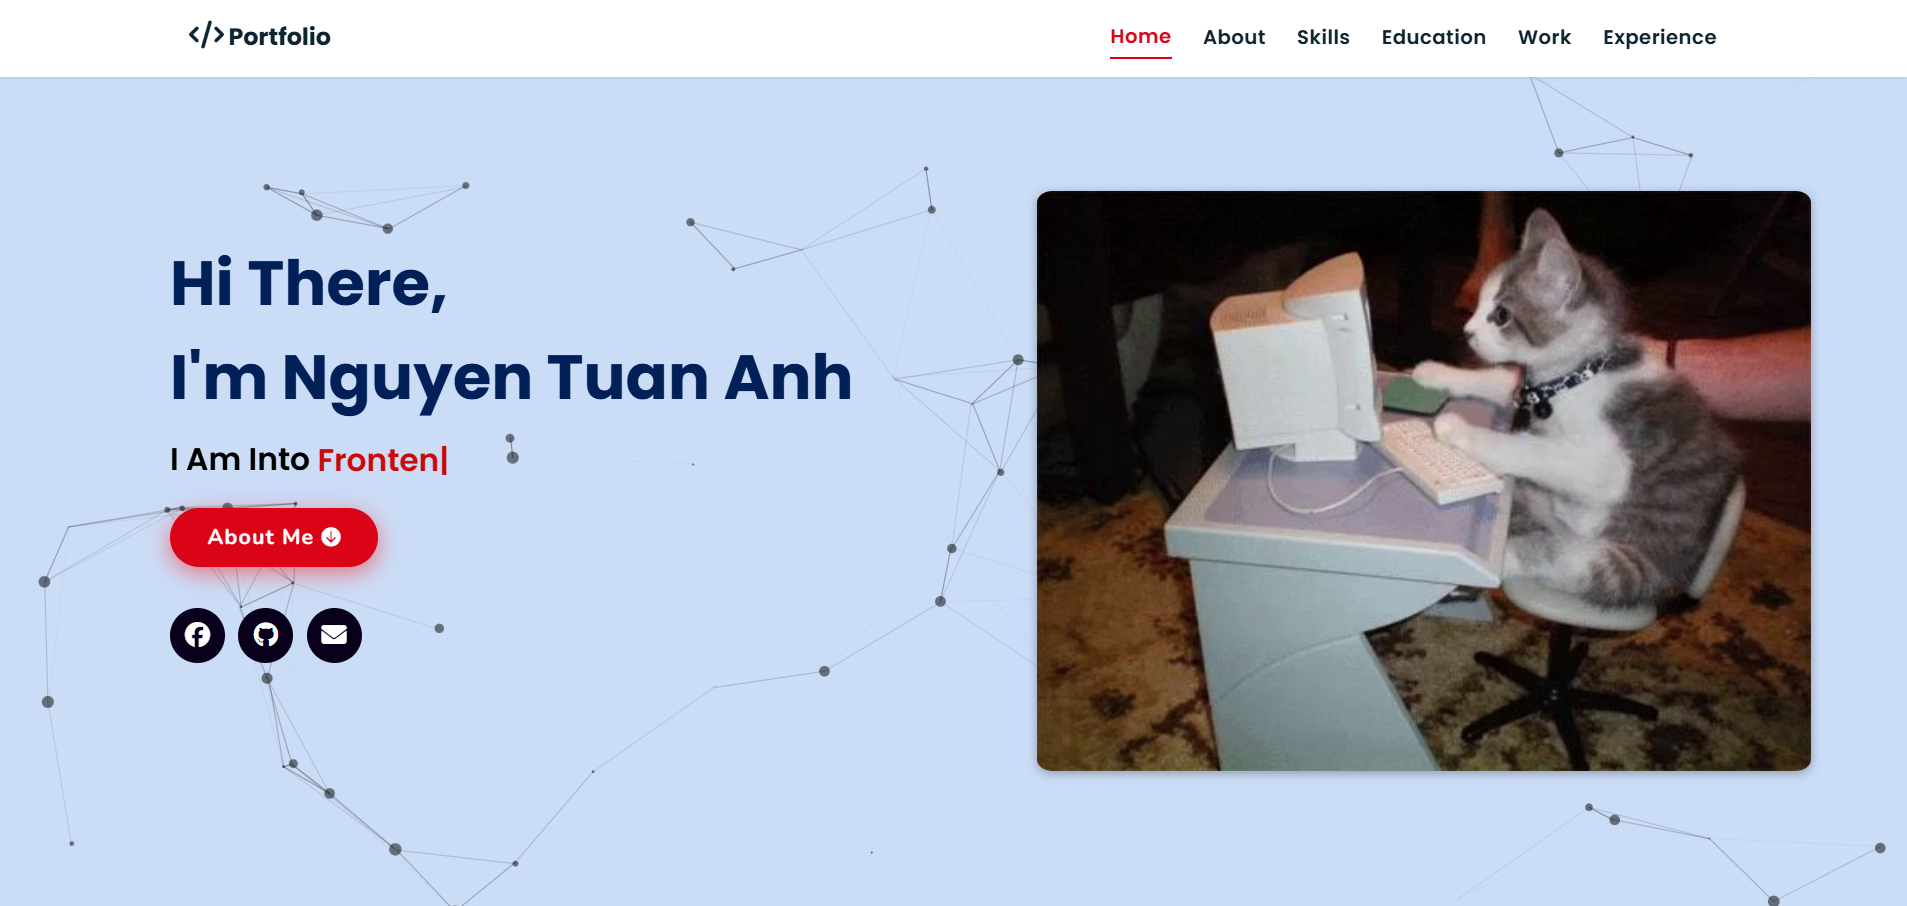 </> Portfolio
Home About Skills Education Work Experience
Hi There,
I'm Nguyen Tuan Anh
I Am Into Fronten|
About Me